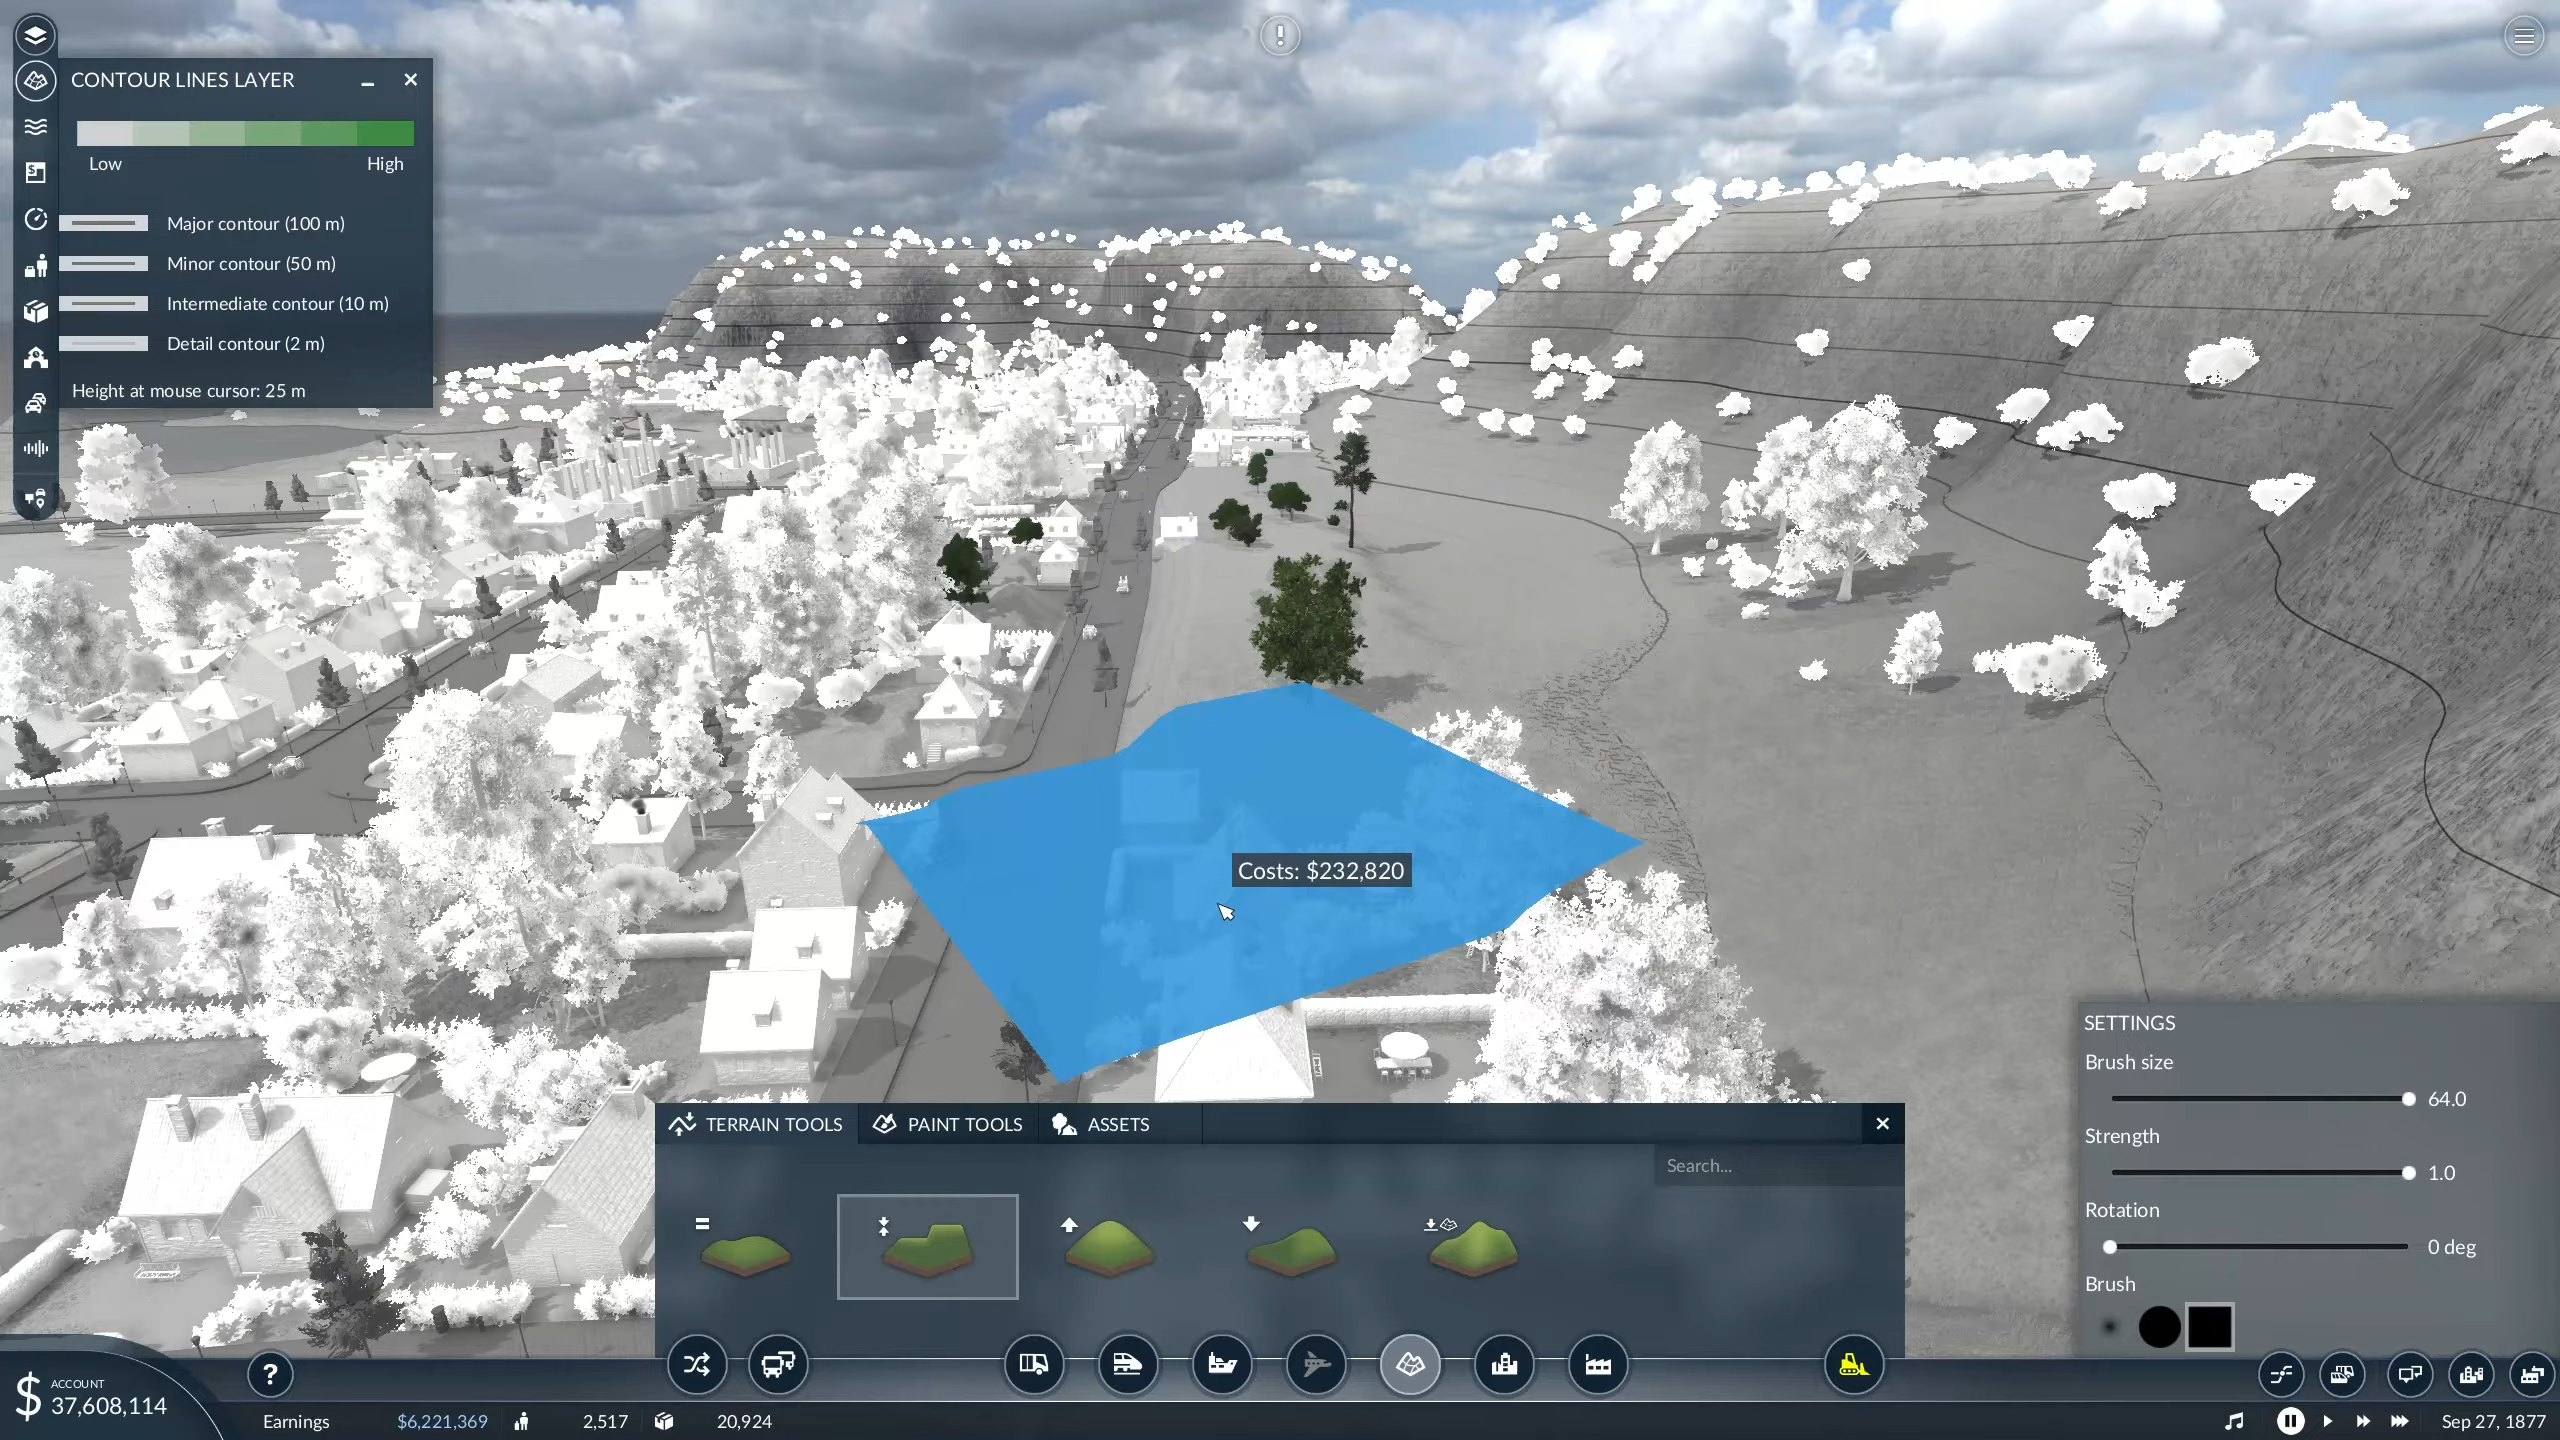 CONTOUR LINES LAYER
Low High
Major contour (100 m)
Minor contour (50 m)
Intermediate contour (10 m)
Detail contour (2 m)
Height at mouse cursor: 25 m
Costs: $232,820
SETTINGS
Brush size
64.0
Strength
1.0
Rotation
0 deg
Brush
TERRAIN TOOLS PAINT TOOLS ASSETS
Search...
ACCOUNT
$ 37,608,114
?
Earnings $6,221,369 2,517 20,924
Sep 27, 1877